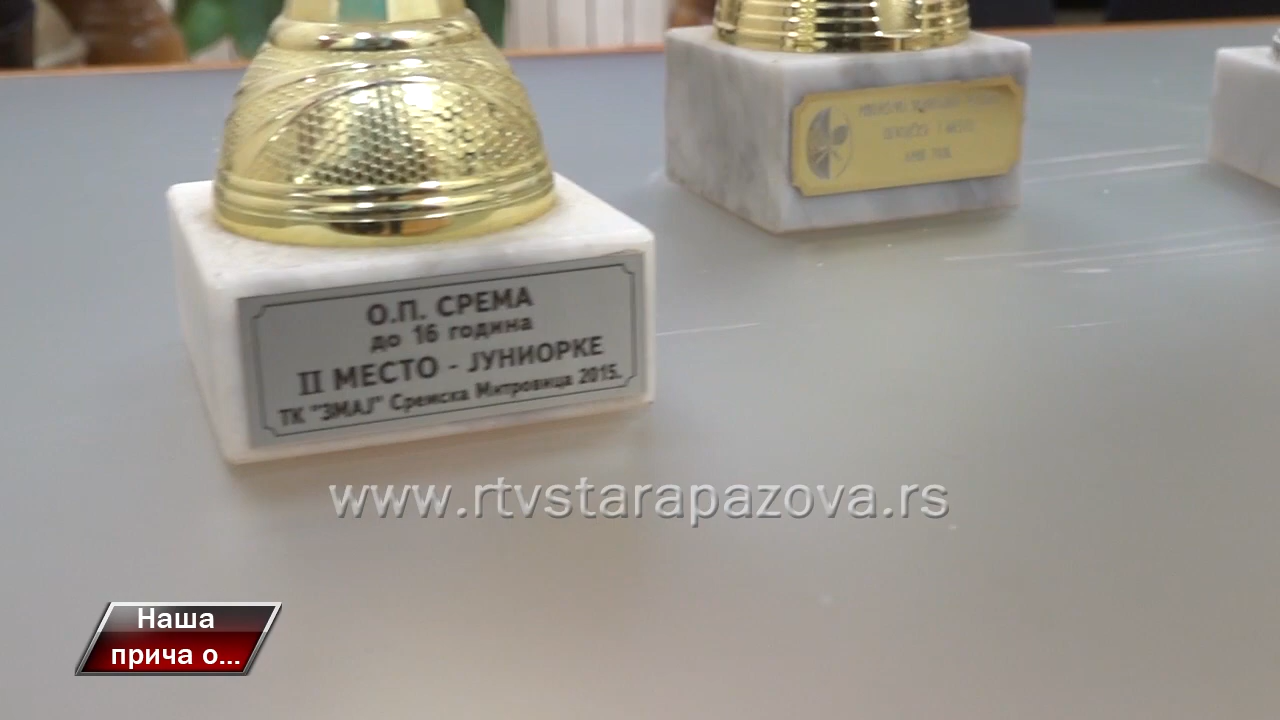 О.П. СРЕМА
до 16 година
II МЕСТО - ЈУНИОРКЕ
ТК "ЗМАЈ" Сремска Митровица 2015.
www.rtvstarapazova.rs
Наша
прича о...